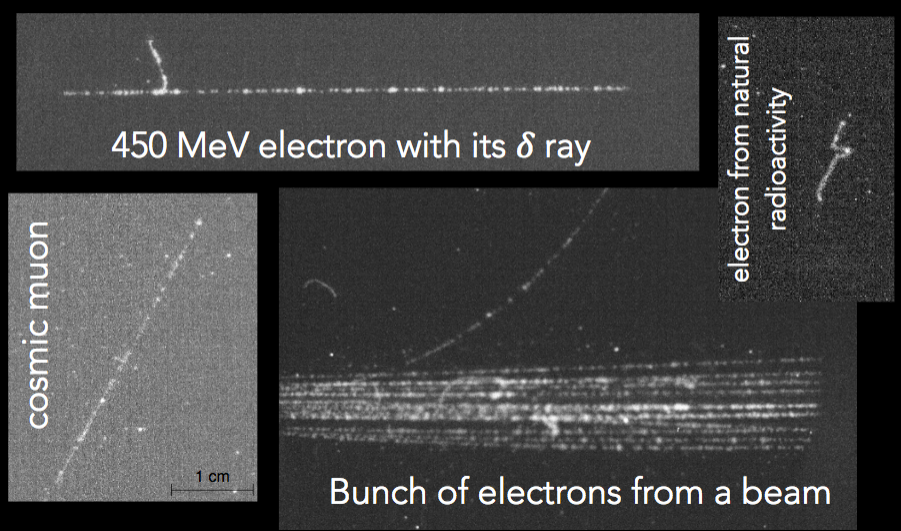 450 MeV electron with its δ ray
electron from natural
radioactivity
cosmic muon
1 cm
Bunch of electrons from a beam